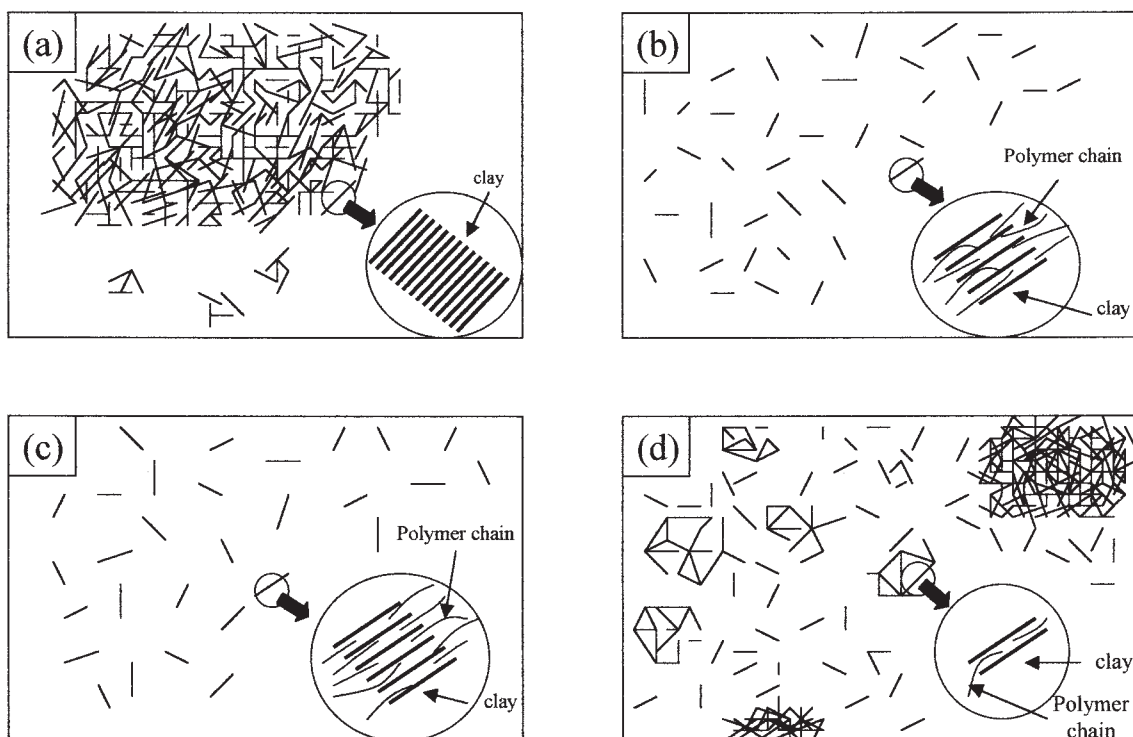 (a)
clay
(b)
Polymer chain
clay
(c)
Polymer chain
clay
(d)
clay
Polymer
chain